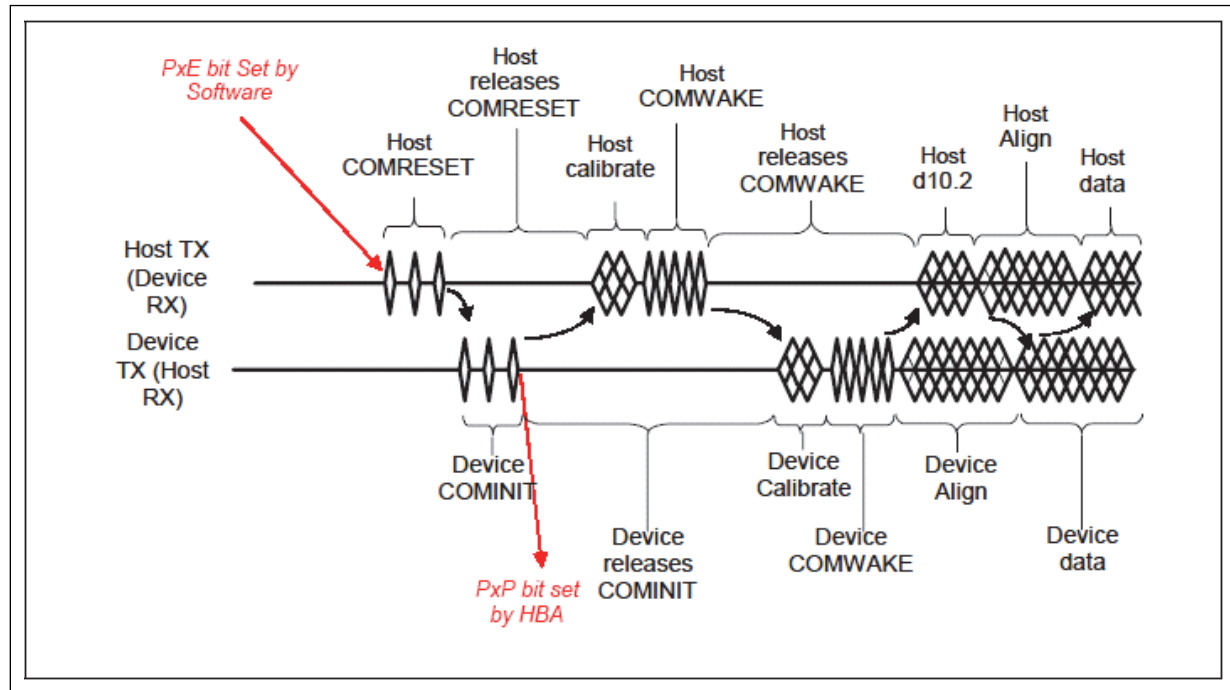 PxE bit Set by
Software
Host
releases
COMRESET
Host
COMWAKE
Host
COMRESET
Host
calibrate
Host
releases
COMWAKE
Host
d10.2
Host
Align
Host
data
Host TX
(Device
RX)
Device
TX (Host
RX)
Device
COMINIT
Device
releases
COMINIT
Device
Calibrate
Device
COMWAKE
Device
Align
Device
data
PxP bit set
by HBA